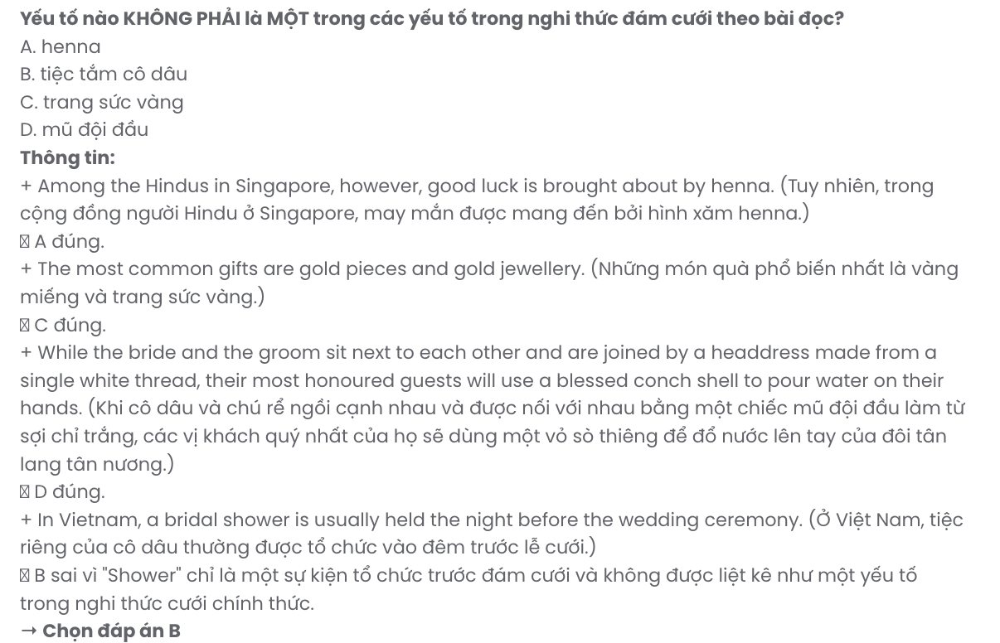 Yếu tố nào KHÔNG PHẢI là MỘT trong các yếu tố trong nghi thức đám cưới theo bài đọc?
A. henna
B. tiệc tắm cô dâu
C. trang sức vàng
D. mũ đội đầu
Thông tin:
+ Among the Hindus in Singapore, however, good luck is brought about by henna. (Tuy nhiên, trong
cộng đồng người Hindu ở Singapore, may mắn được mang đến bởi hình xăm henna.)
 A đúng.
+ The most common gifts are gold pieces and gold jewellery. (Những món quà phổ biến nhất là vàng
miếng và trang sức vàng.)
 C đúng.
+ While the bride and the groom sit next to each other and are joined by a headdress made from a
single white thread, their most honoured guests will use a blessed conch shell to pour water on their
hands. (Khi cô dâu và chú rể ngồi cạnh nhau và được nối với nhau bằng một chiếc mũ đội đầu làm từ
sợi chỉ trắng, các vị khách quý nhất của họ sẽ dùng một vỏ sò thiêng để đổ nước lên tay của đôi tân
lang tân nương.)
 D đúng.
+ In Vietnam, a bridal shower is usually held the night before the wedding ceremony. (Ở Việt Nam, tiệc
riêng của cô dâu thường được tổ chức vào đêm trước lễ cưới.)
 B sai vì "Shower" chỉ là một sự kiện tổ chức trước đám cưới và không được liệt kê như một yếu tố
trong nghi thức cưới chính thức.
→ Chọn đáp án B